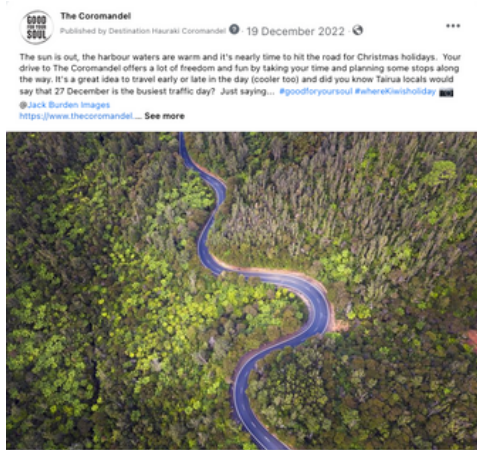 GOOD
FOR YOUR
SOUL
The Coromandel
Published by Destination Hauraki Coromandel · 19 December 2022 ·
The sun is out, the harbour waters are warm and it's nearly time to hit the road for Christmas holidays. Your
drive to The Coromandel offers a lot of freedom and fun by taking your time and planning some stops along
the way. It's a great idea to travel early or late in the day (cooler too) and did you know Tairua locals would
say that 27 December is the busiest traffic day? Just saying... #goodforyoursoul #whereKiwisholiday 📷
@Jack Burden Images
https://www.thecoromandel.... See more